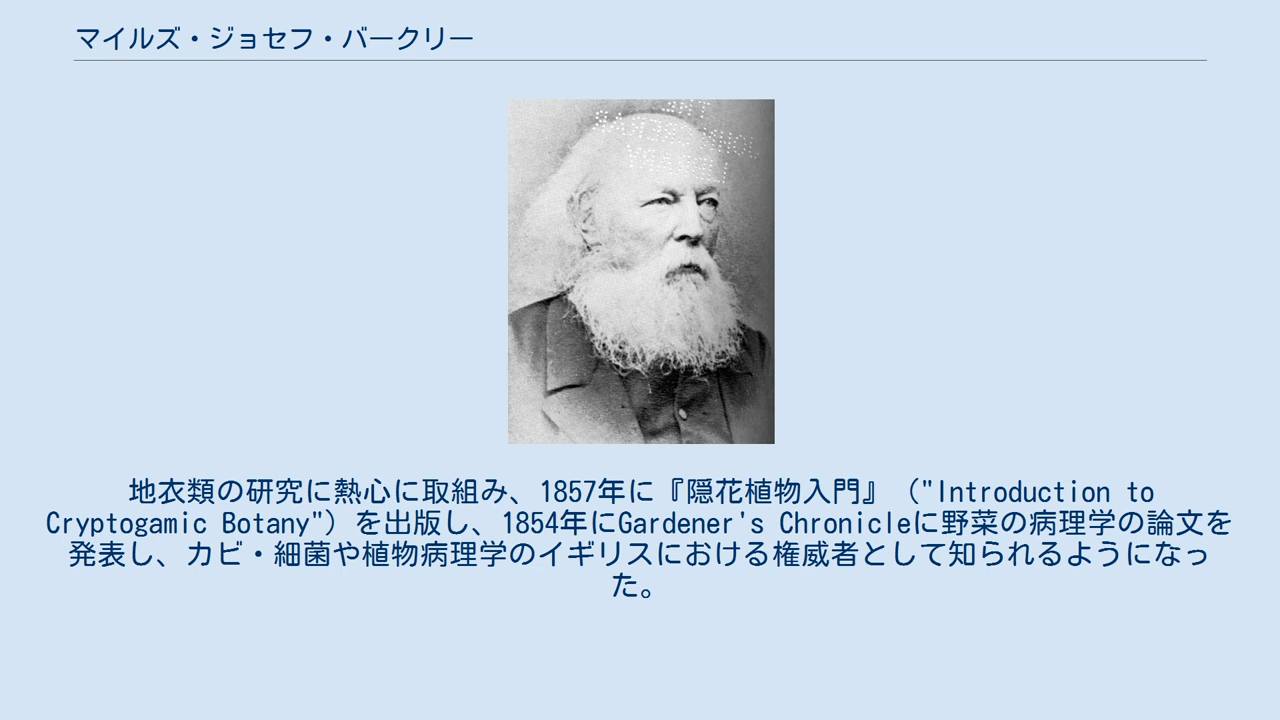 マイルズ・ジョセフ・バークリー
地衣類の研究に熱心に取組み、1857年に『隠花植物入門』（"Introduction to
Cryptogamic Botany"）を出版し、1854年にGardener's Chronicleに野菜の病理学の論文を
発表し、カビ・細菌や植物病理学のイギリスにおける権威者として知られるようになっ
た。